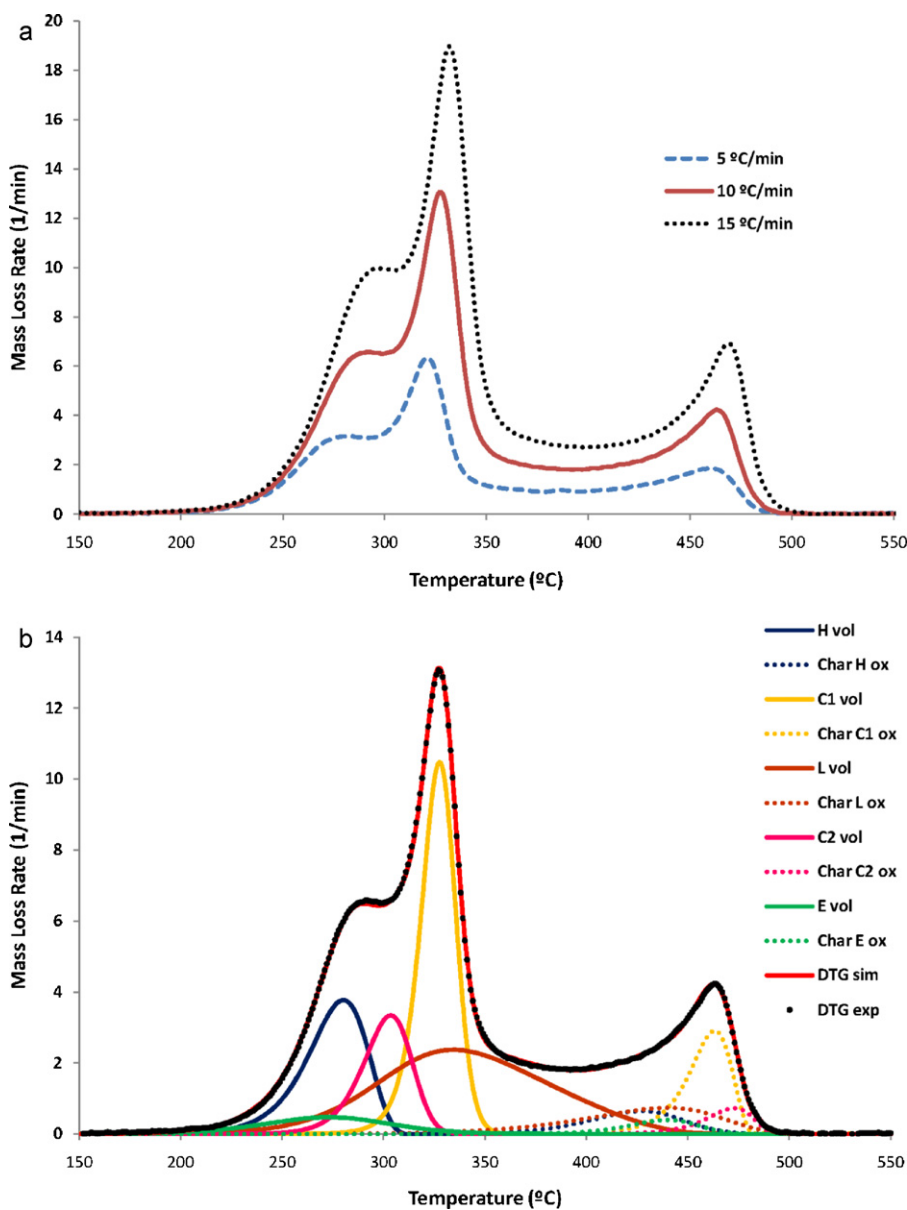 a
20
18
16
14
12
10
8
6
4
2
0
Mass Loss Rate (1/min)
5 ºC/min
10 ºC/min
15 ºC/min
150 200 250 300 350 400 450 500 550
Temperature (ºC)
b
14
12
10
8
6
4
2
0
Mass Loss Rate (1/min)
H vol
Char H ox
C1 vol
Char C1 ox
L vol
Char L ox
C2 vol
Char C2 ox
E vol
Char E ox
DTG sim
DTG exp
150 200 250 300 350 400 450 500 550
Temperature (ºC)